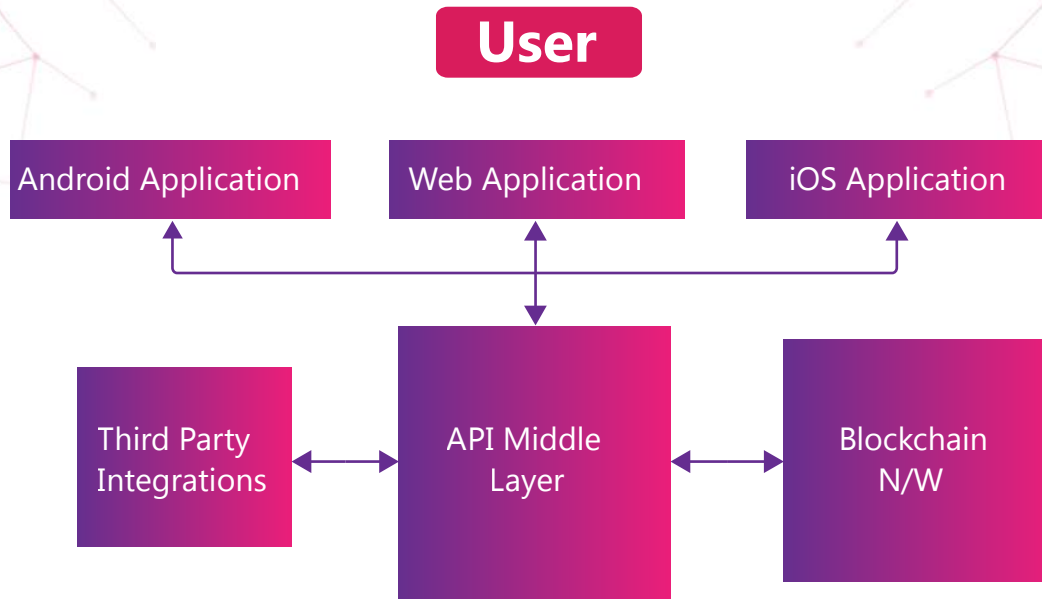 User
Android Application
Web Application
iOS Application
Third Party
Integrations
API Middle
Layer
Blockchain
N/W